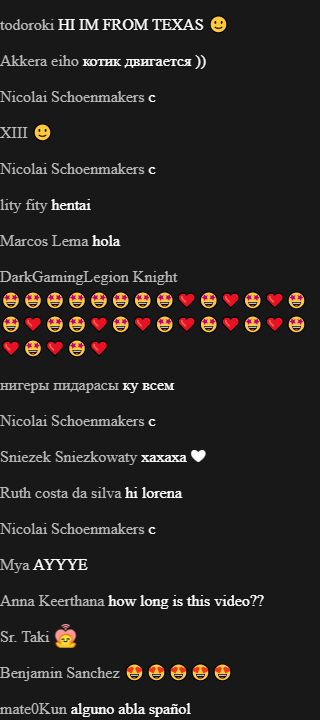 todoroki HI IM FROM TEXAS 🙂
Akkera eiho котик двигается ))
Nicolai Schoenmakers c
XIII 🙂
Nicolai Schoenmakers c
lity fity hentai
Marcos Lema hola
DarkGamingLegion Knight
🤩🤩🤩🤩🤩🤩🤩🤩❤🤩❤🤩❤🤩
🤩❤🤩🤩❤🤩❤🤩❤🤩❤🤩❤🤩
❤🤩❤🤩❤
нигеры пидарасы ку всем
Nicolai Schoenmakers c
Sniezek Sniezkowaty xaxaxa 🤍
Ruth costa da silva hi lorena
Nicolai Schoenmakers c
Mya AYYYE
Anna Keerthana how long is this video??
Sr. Taki
Benjamin Sanchez 🤩🤩🤩🤩🤩
mate0Kun alguno abla spañol